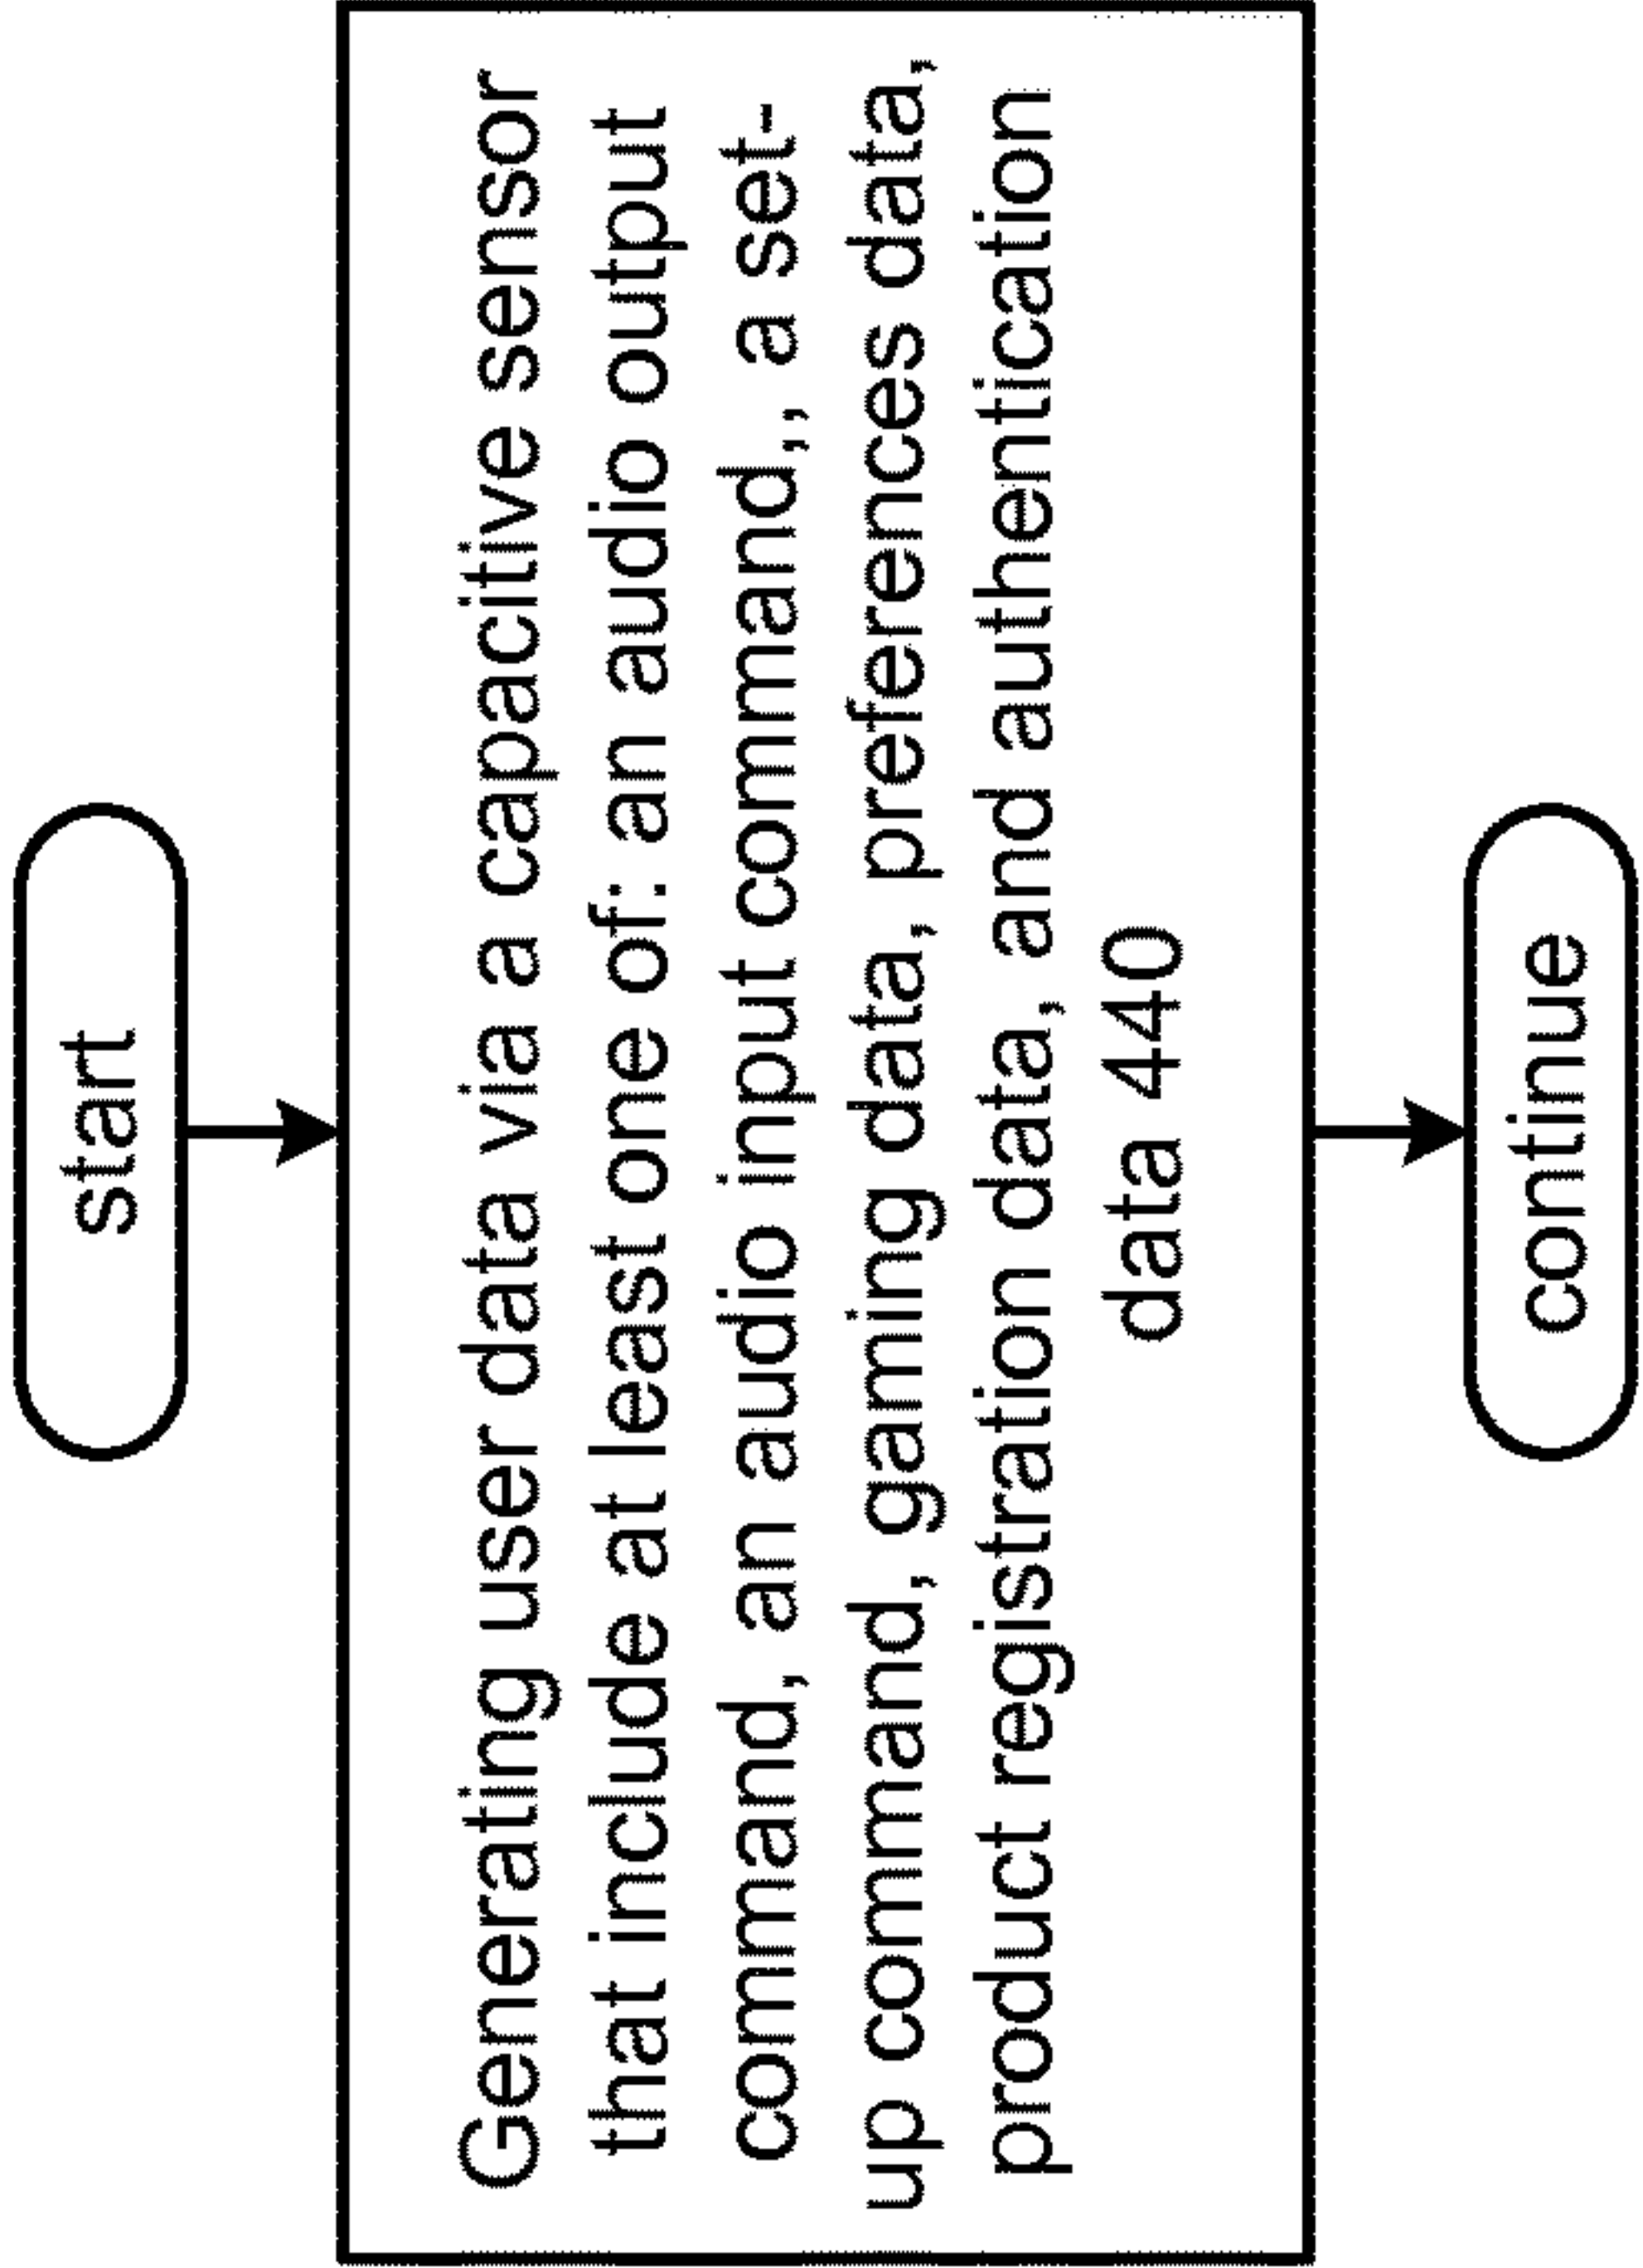 start
Generating user data via a capacitive sensor
that include at least one of: an audio output
command, an audio input command,, a set-
up command, gaming data, preferences data,
product registration data, and authentication
data 440
continue